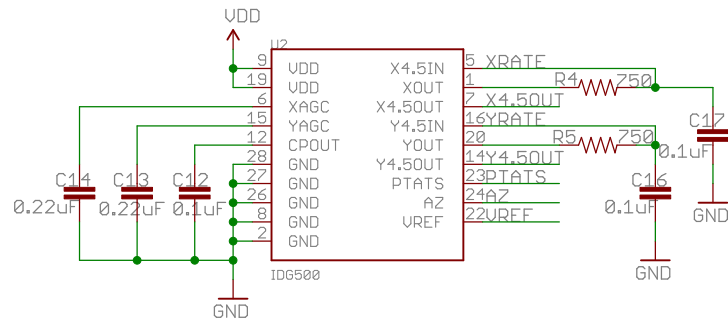 VDD
U2
9 VDD X4.5IN 5 XRATE
19 VDD XOUT 1 R4 750
6 XAGC X4.5OUT 7 X4.5OUT
15 YAGC Y4.5IN 16 YRATE C17
12 CPOUT YOUT 20 R5 750 0.1uF
28 GND Y4.5OUT 14 Y4.5OUT
C14 C13 C12 27 GND PTATS 23 PTATS C16
0.22uF 0.22uF 0.1uF 26 GND AZ 24 AZ 0.1uF GND
8 GND VREF 22 VREF
2 GND
IDG500 GND
GND